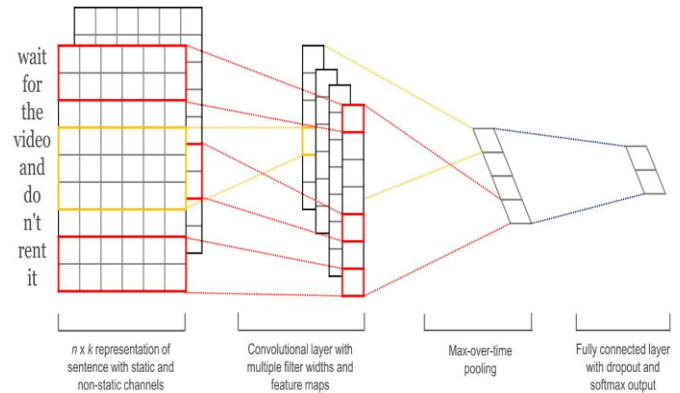 wait
for
the
video
and
do
n't
rent
it
n x k representation of
sentence with static and
non-static channels
Convolutional layer with
multiple filter widths and
feature maps
Max-over-time
pooling
Fully connected layer
with dropout and
softmax output